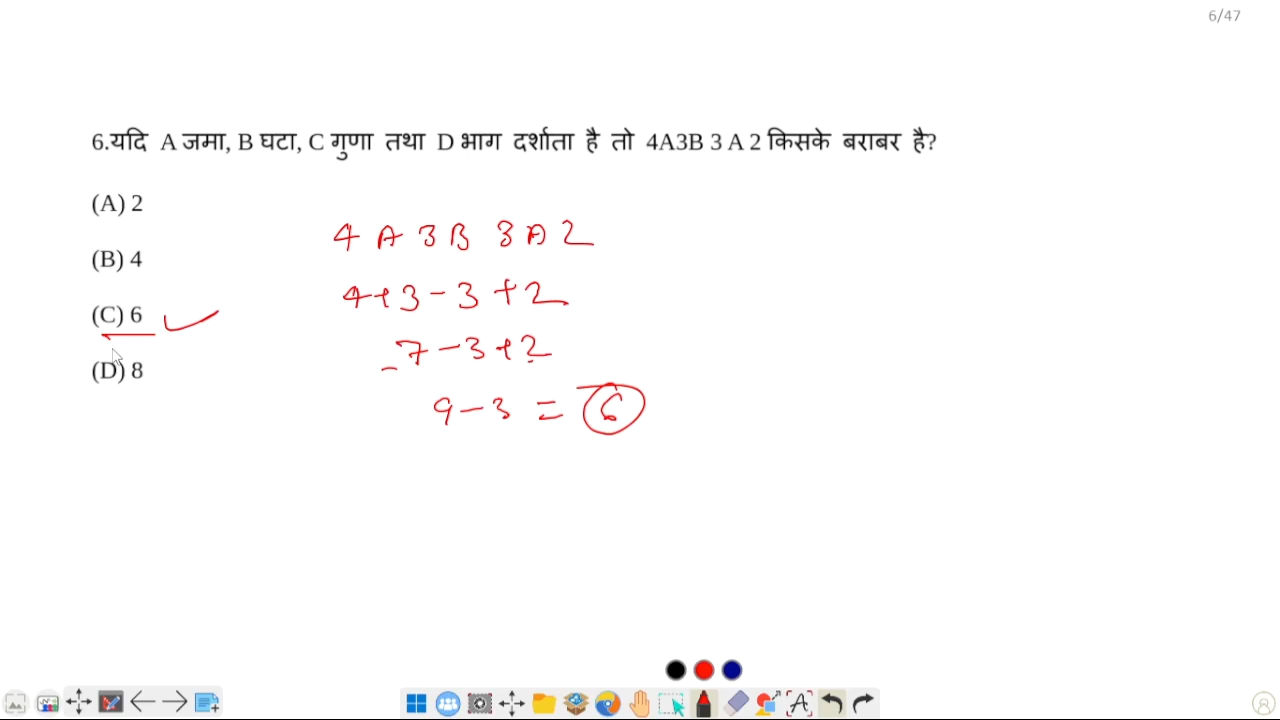 6/47
6.यदि A जमा, B घटा, C गुणा तथा D भाग दर्शाता है तो 4A3B 3 A 2 किसके बराबर है?
(A) 2
(B) 4
(C) 6
(D) 8
4 A 3 B 3 A 2
4+3-3+2
7-3+2
9-3 = 6